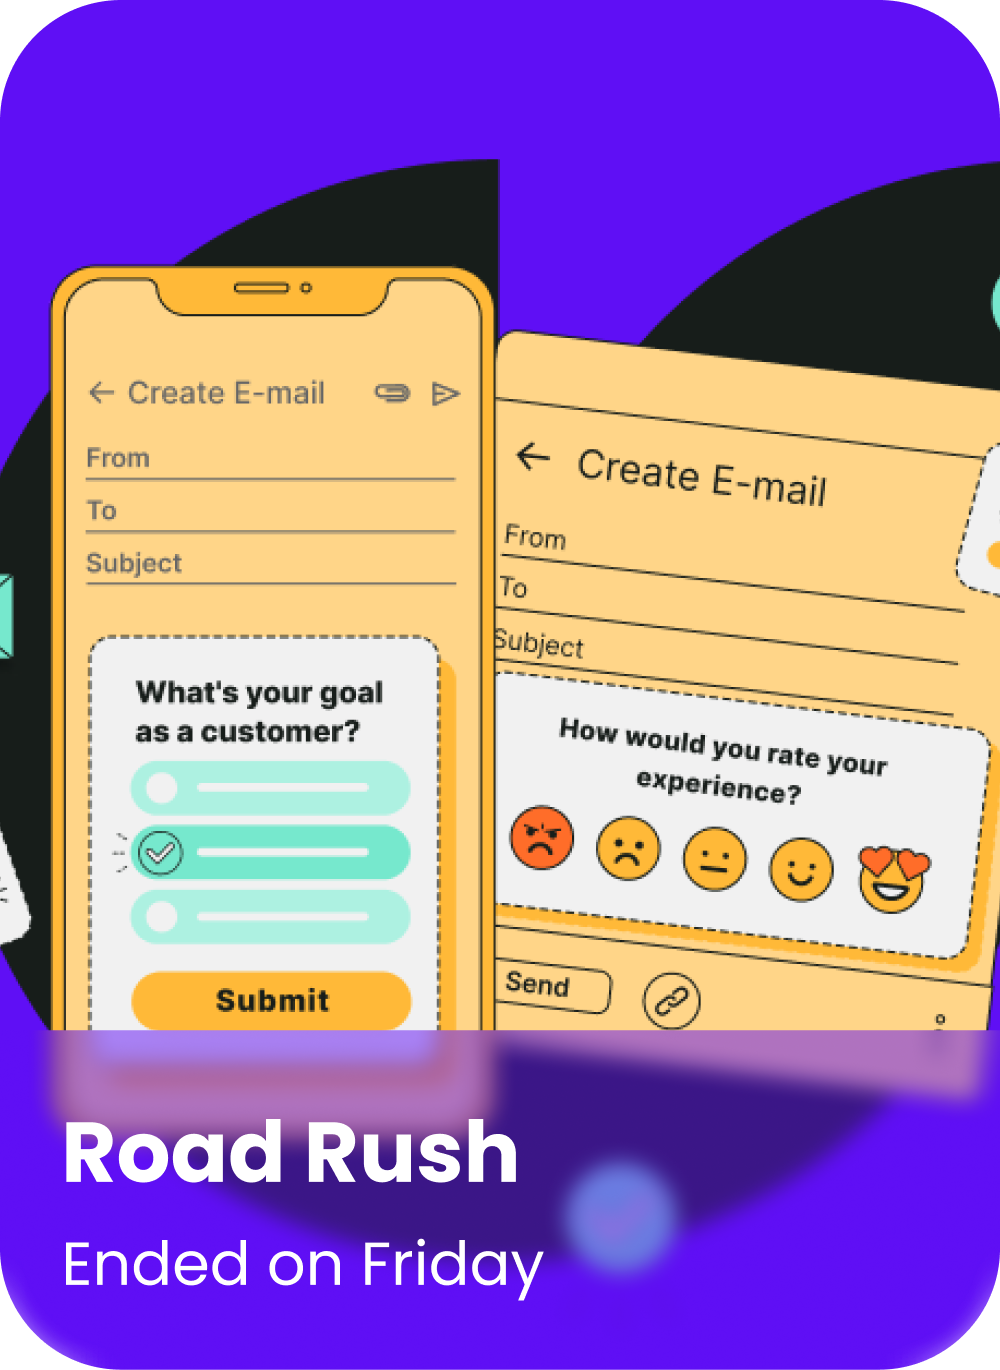 Create E-mail
From
To
Subject
What's your goal
as a customer?
Submit
Create E-mail
From
To
Subject
How would you rate your
experience?
Send
Road Rush
Ended on Friday